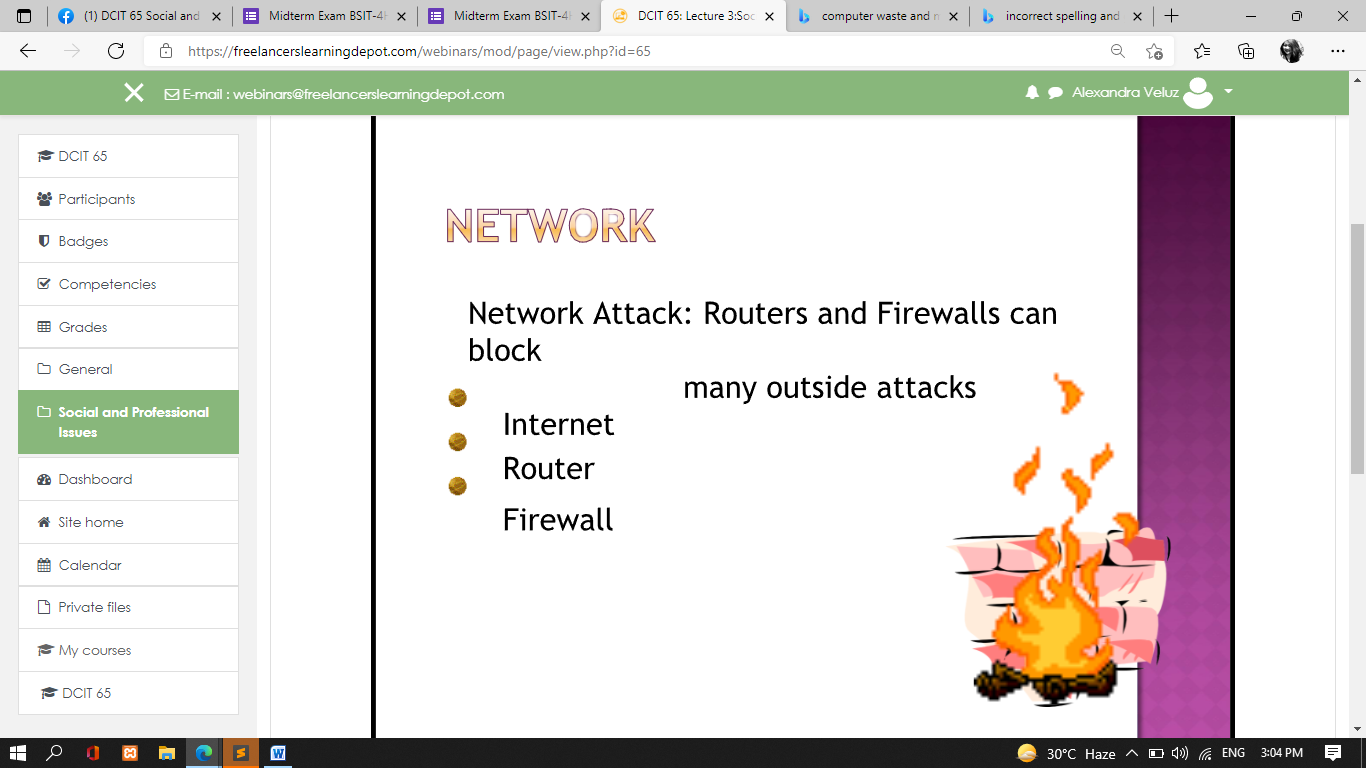 (1) DCIT 65 Social and
Midterm Exam BSIT-4
Midterm Exam BSIT-4
DCIT 65: Lecture 3:Soc
computer waste and m
incorrect spelling and
https://freelancerslearningdepot.com/webinars/mod/page/view.php?id=65
E-mail : webinars@freelancerslearningdepot.com
Alexandra Veluz
DCIT 65
Participants
Badges
Competencies
Grades
General
Social and Professional
Issues
Dashboard
Site home
Calendar
Private files
My courses
DCIT 65
NETWORK
Network Attack: Routers and Firewalls can
block
many outside attacks
Internet
Router
Firewall
30°C Haze
ENG
3:04 PM